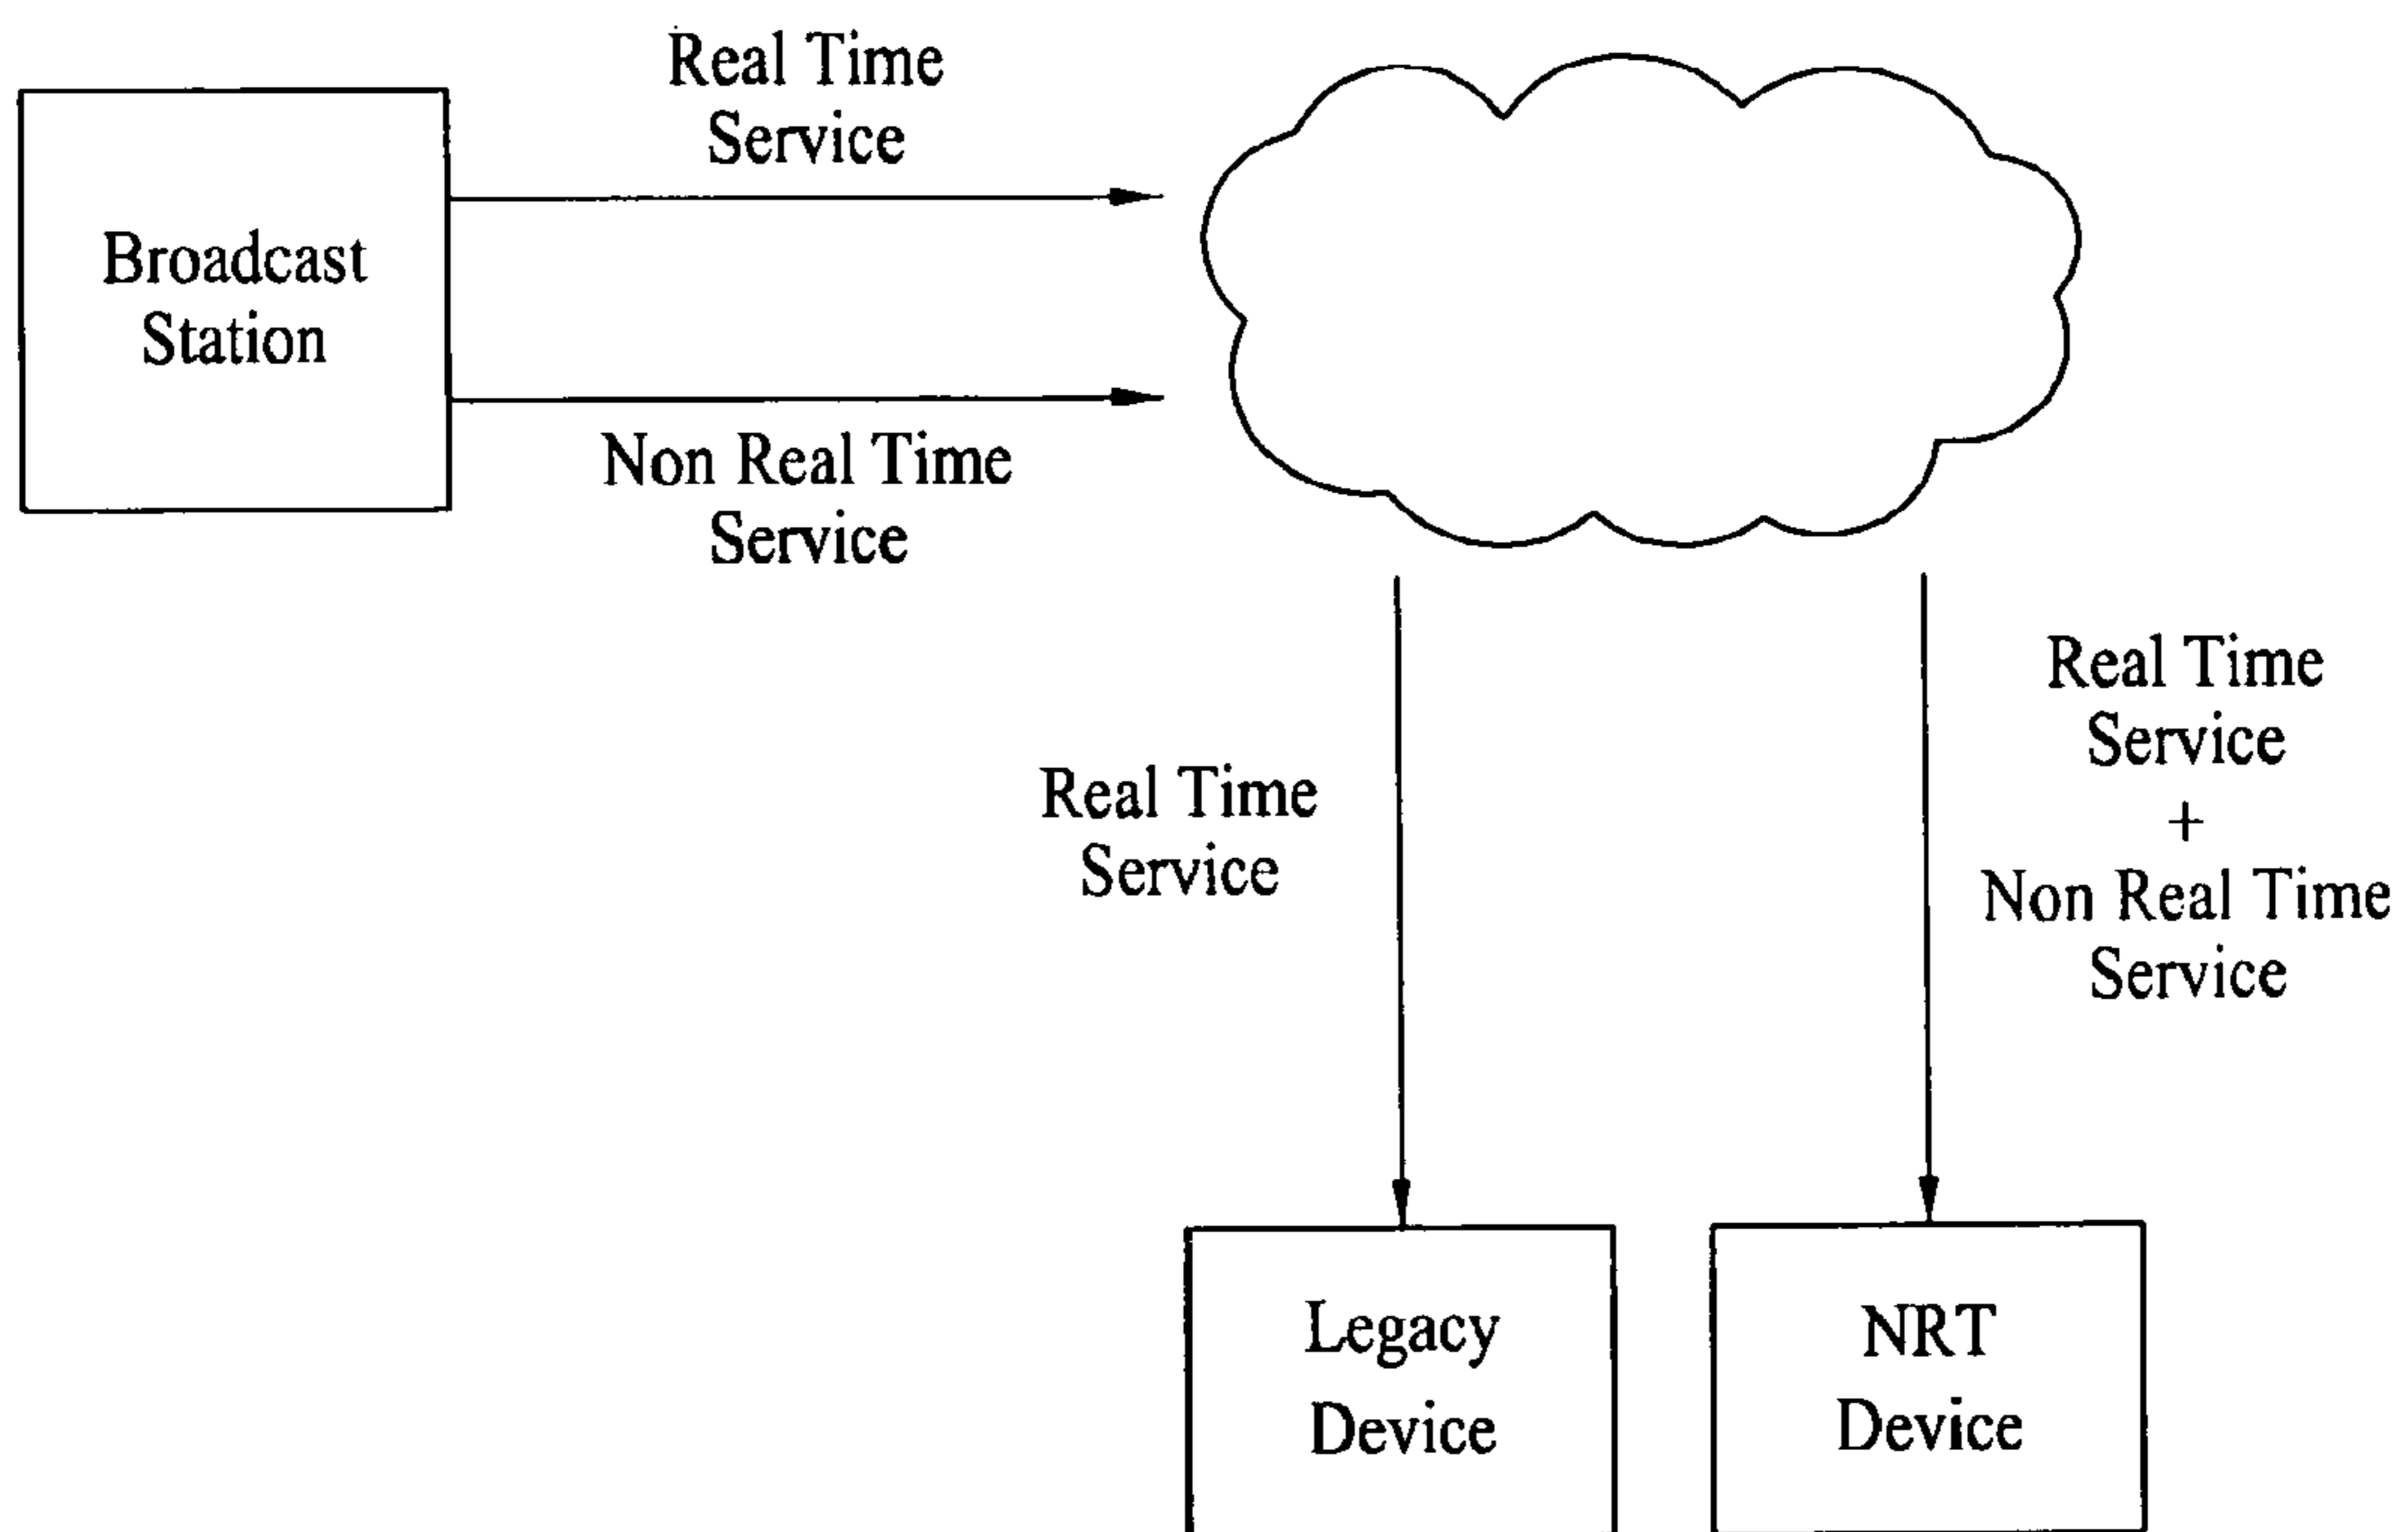 Real Time
Service
Broadcast
Station
Non Real Time
Service
Real Time
Service
Real Time
Service
+
Non Real Time
Service
Legacy
Device
NRT
Device